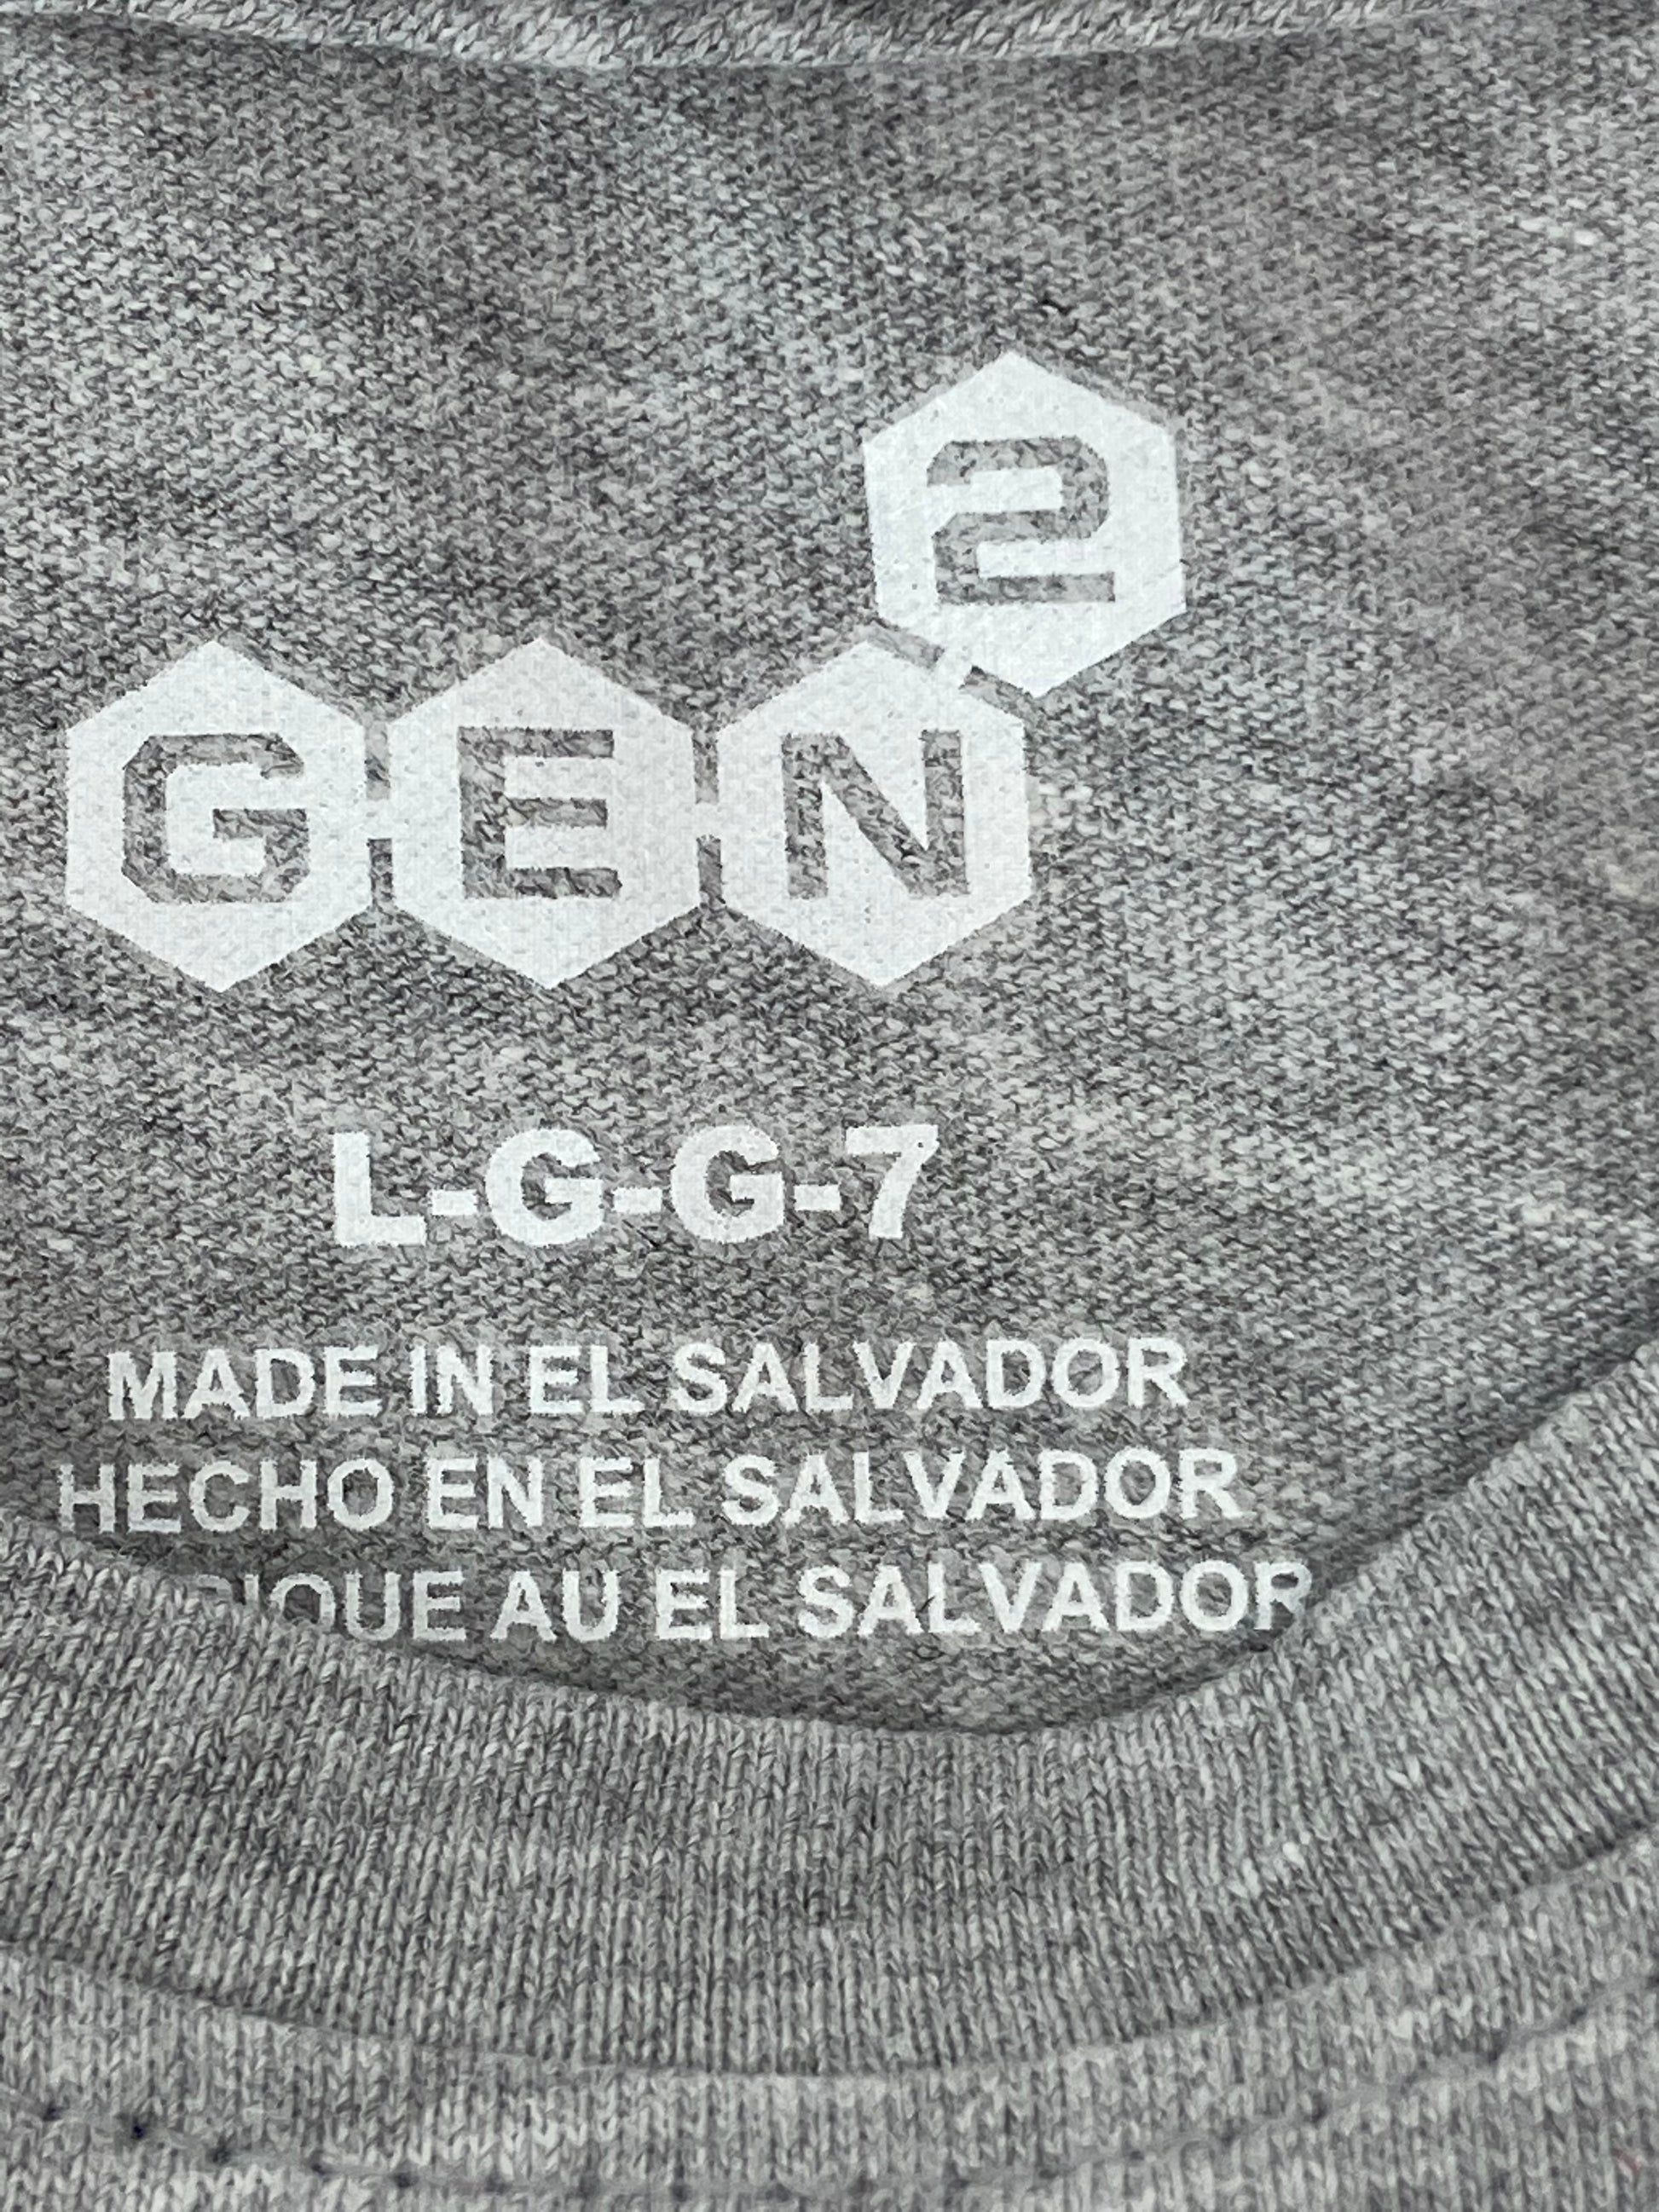 GEN2
L-G-G-7
MADE IN EL SALVADOR
HECHO EN EL SALVADOR
AU EL SALVADOR